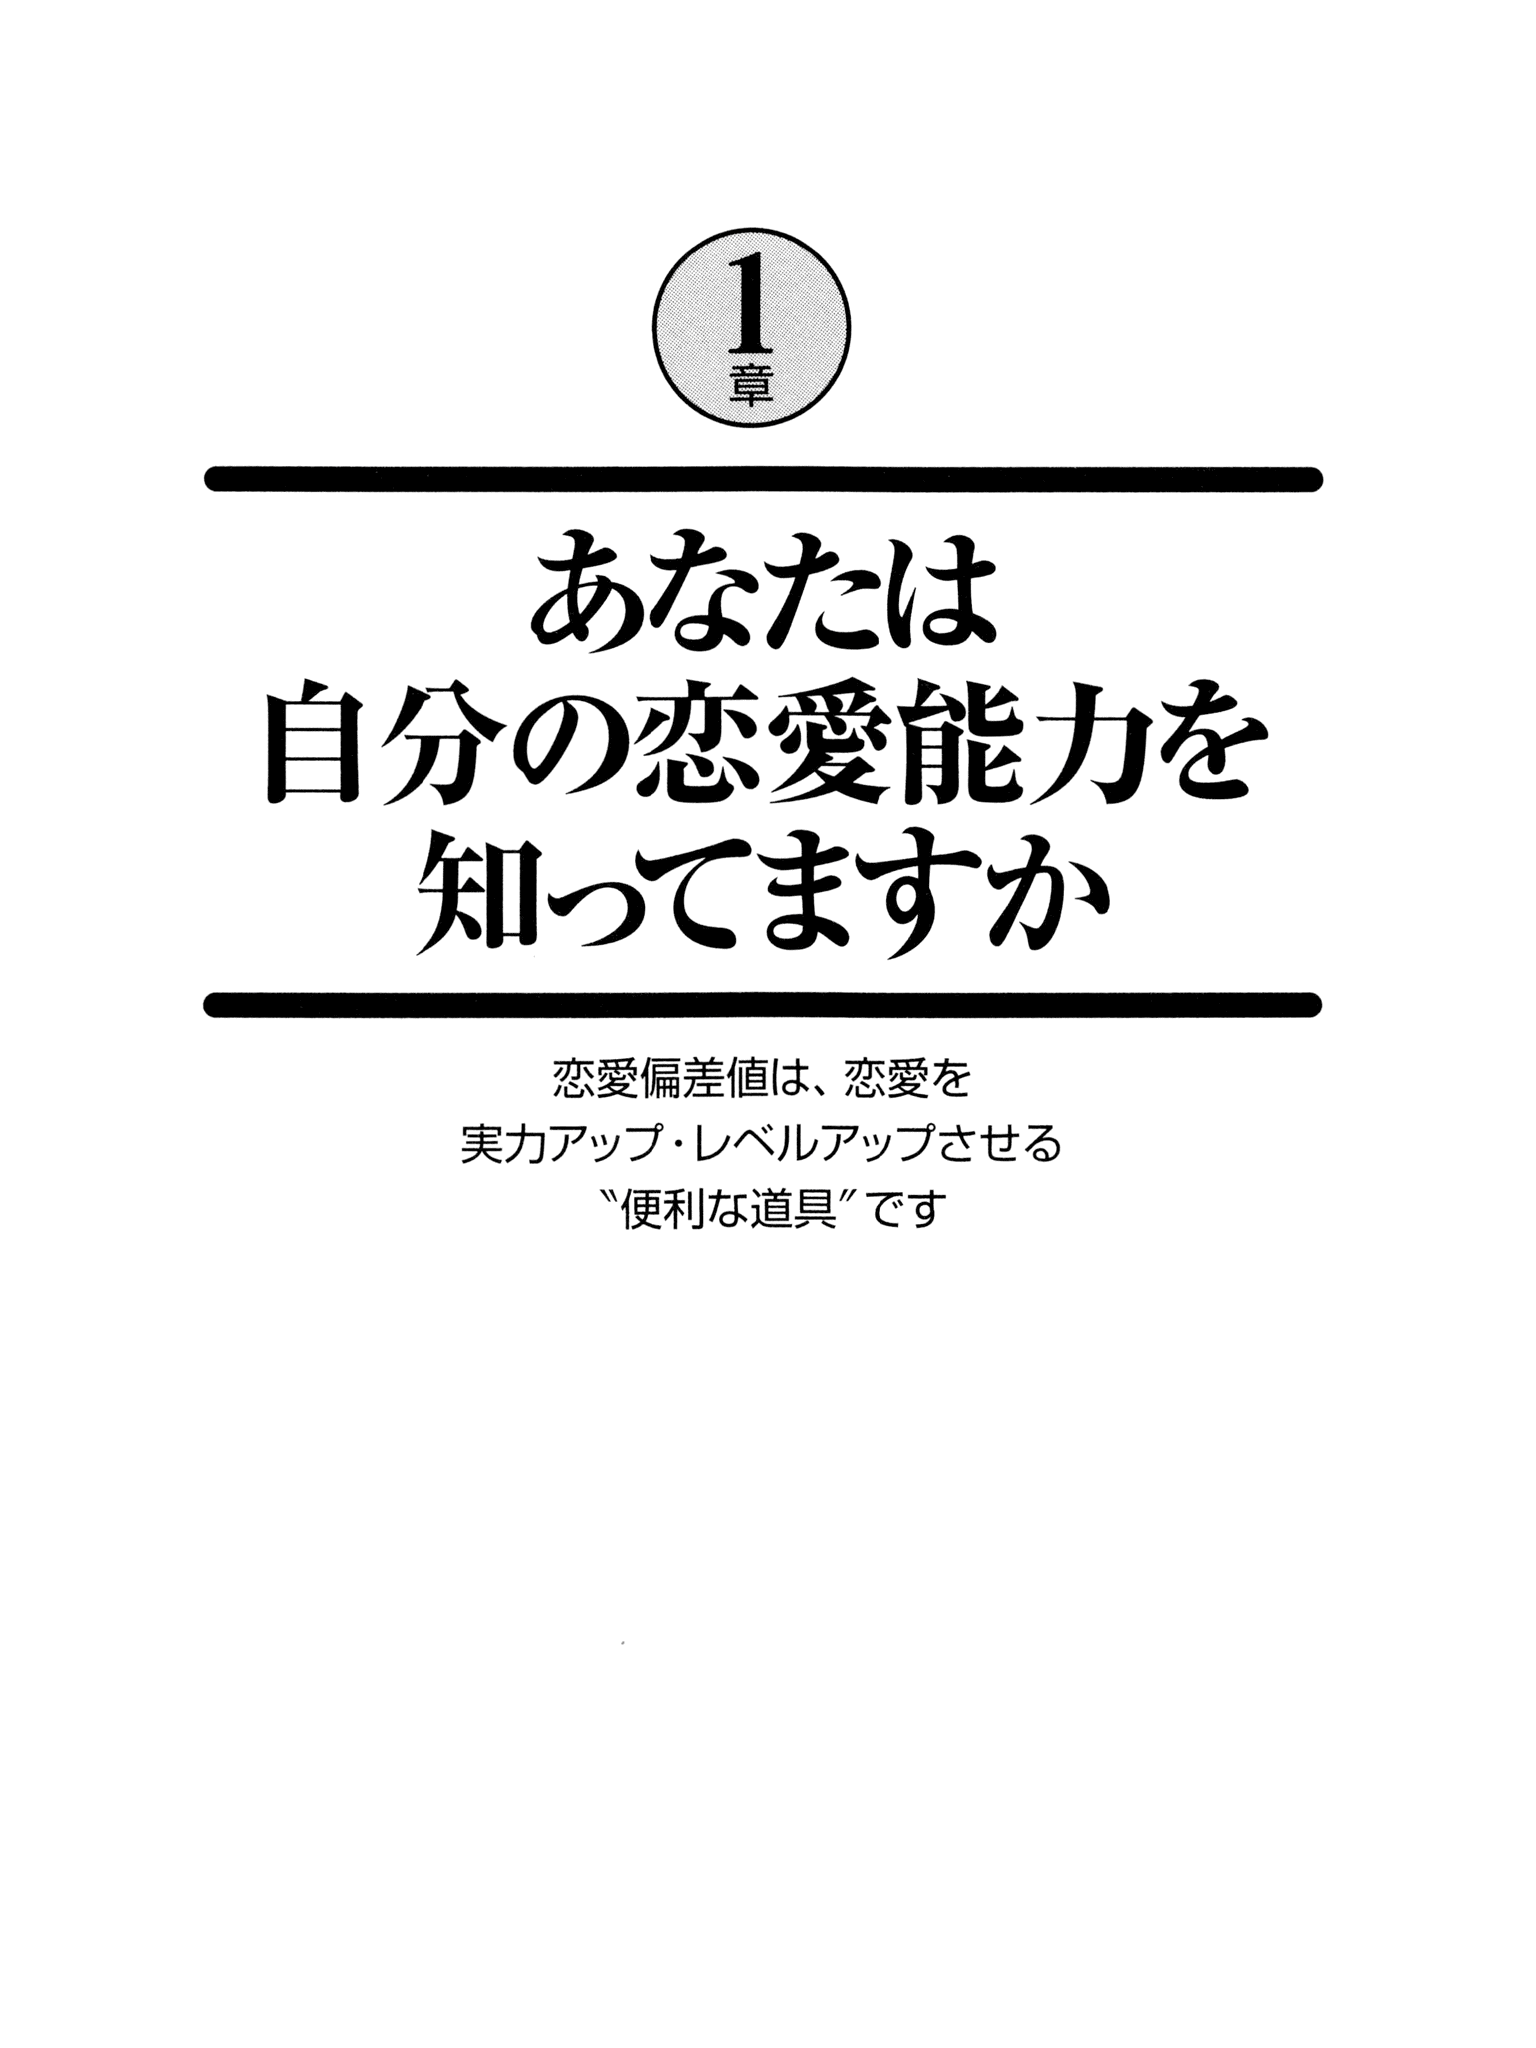 1
章
あなたは
自分の恋愛能力を
知ってますか
恋愛偏差値は、恋愛を
実力アップ・レベルアップさせる
〝便利な道具〞です